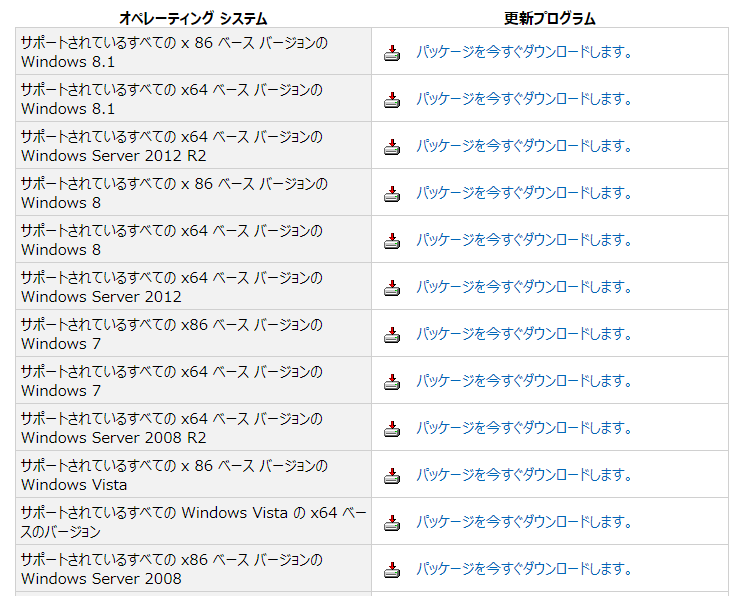 オペレーティング システム 更新プログラム
サポートされているすべての x 86 ベース バージョンの
Windows 8.1
パッケージを今すぐダウンロードします。
サポートされているすべての x64 ベース バージョンの
Windows 8.1
パッケージを今すぐダウンロードします。
サポートされているすべての x64 ベース バージョンの
Windows Server 2012 R2
パッケージを今すぐダウンロードします。
サポートされているすべての x 86 ベース バージョンの
Windows 8
パッケージを今すぐダウンロードします。
サポートされているすべての x64 ベース バージョンの
Windows 8
パッケージを今すぐダウンロードします。
サポートされているすべての x64 ベース バージョンの
Windows Server 2012
パッケージを今すぐダウンロードします。
サポートされているすべての x86 ベース バージョンの
Windows 7
パッケージを今すぐダウンロードします。
サポートされているすべての x64 ベース バージョンの
Windows 7
パッケージを今すぐダウンロードします。
サポートされているすべての x64 ベース バージョンの
Windows Server 2008 R2
パッケージを今すぐダウンロードします。
サポートされているすべての x 86 ベース バージョンの
Windows Vista
パッケージを今すぐダウンロードします。
サポートされているすべての Windows Vista の x64 ベー
スのバージョン
パッケージを今すぐダウンロードします。
サポートされているすべての x86 ベース バージョンの
Windows Server 2008
パッケージを今すぐダウンロードします。